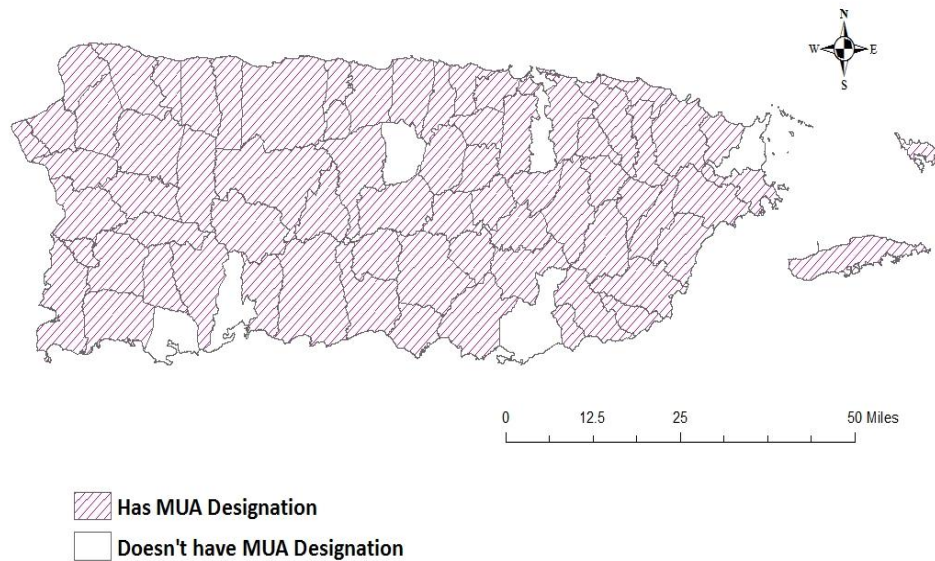 N
W E
S
0 12.5 25 50 Miles
Has MUA Designation
Doesn't have MUA Designation